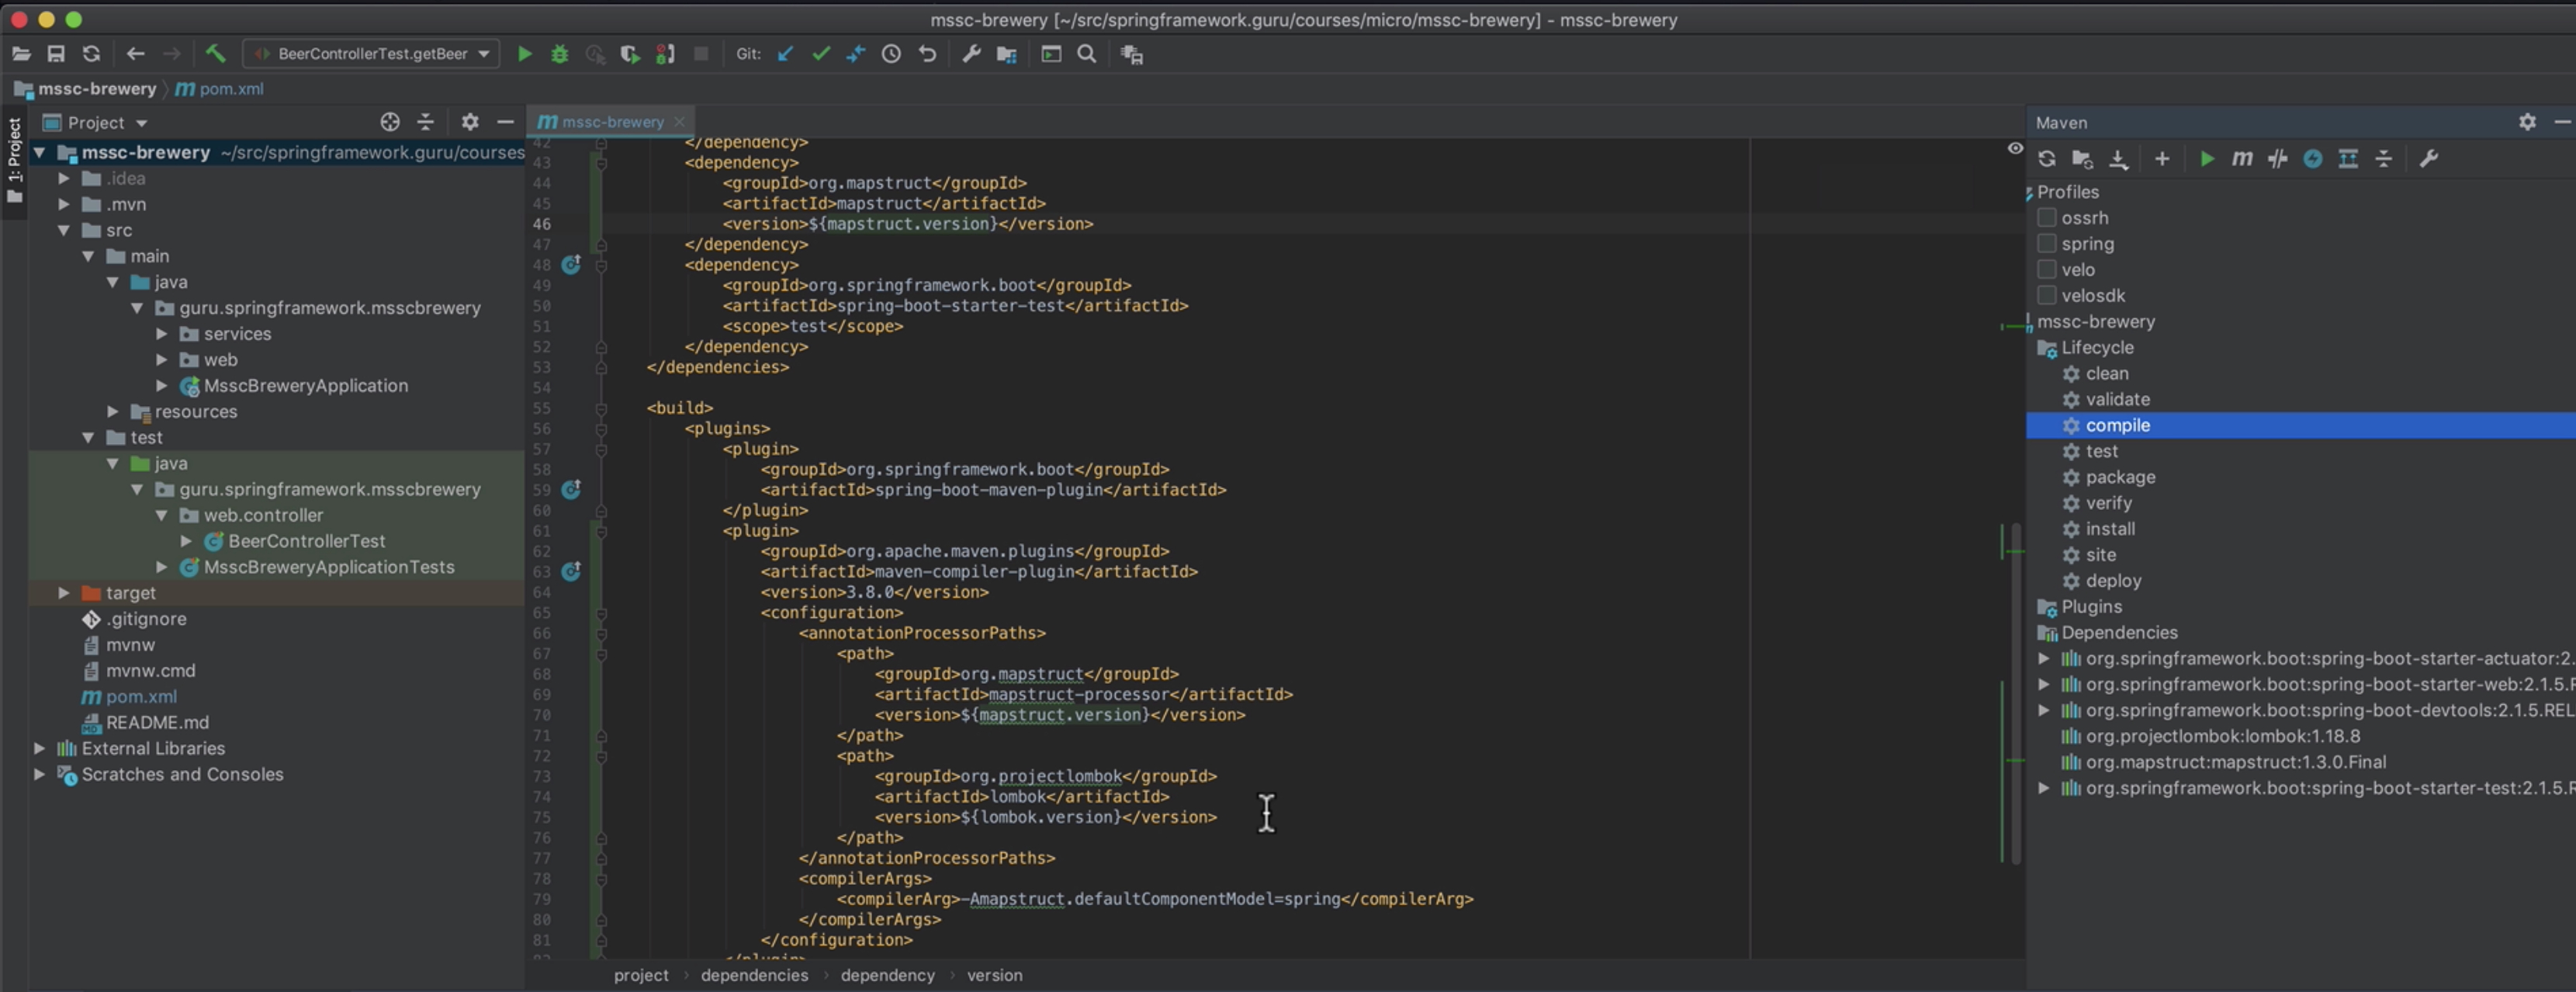 mssc-brewery [~/src/springframework.guru/courses/micro/mssc-brewery] - mssc-brewery
BeerControllerTest.getBeer
Git:
mssc-brewery
m pom.xml
1: Project
Project
mssc-brewery ~/src/springframework.guru/courses
.idea
.mvn
src
main
java
guru.springframework.msscbrewery
services
web
MsscBreweryApplication
resources
test
java
guru.springframework.msscbrewery
web.controller
BeerControllerTest
MsscBreweryApplicationTests
target
.gitignore
mvnw
mvnw.cmd
m pom.xml
README.md
External Libraries
Scratches and Consoles
m mssc-brewery
42 </dependency>
43 <dependency>
44 <groupId>org.mapstruct</groupId>
45 <artifactId>mapstruct</artifactId>
46 <version>${mapstruct.version}</version>
47 </dependency>
48 <dependency>
49 <groupId>org.springframework.boot</groupId>
50 <artifactId>spring-boot-starter-test</artifactId>
51 <scope>test</scope>
52 </dependency>
53 </dependencies>
54
55 <build>
56 <plugins>
57 <plugin>
58 <groupId>org.springframework.boot</groupId>
59 <artifactId>spring-boot-maven-plugin</artifactId>
60 </plugin>
61 <plugin>
62 <groupId>org.apache.maven.plugins</groupId>
63 <artifactId>maven-compiler-plugin</artifactId>
64 <version>3.8.0</version>
65 <configuration>
66 <annotationProcessorPaths>
67 <path>
68 <groupId>org.mapstruct</groupId>
69 <artifactId>mapstruct-processor</artifactId>
70 <version>${mapstruct.version}</version>
71 </path>
72 <path>
73 <groupId>org.projectlombok</groupId>
74 <artifactId>lombok</artifactId>
75 <version>${lombok.version}</version>
76 </path>
77 </annotationProcessorPaths>
78 <compilerArgs>
79 <compilerArg>-Amapstruct.defaultComponentModel=spring</compilerArg>
80 </compilerArgs>
81 </configuration>
82 </plugin>
project › dependencies › dependency › version
Maven
m
Profiles
ossrh
spring
velo
velosdk
mssc-brewery
Lifecycle
clean
validate
compile
test
package
verify
install
site
deploy
Plugins
Dependencies
org.springframework.boot:spring-boot-starter-actuator:2.
org.springframework.boot:spring-boot-starter-web:2.1.5.R
org.springframework.boot:spring-boot-devtools:2.1.5.REL
org.projectlombok:lombok:1.18.8
org.mapstruct:mapstruct:1.3.0.Final
org.springframework.boot:spring-boot-starter-test:2.1.5.R